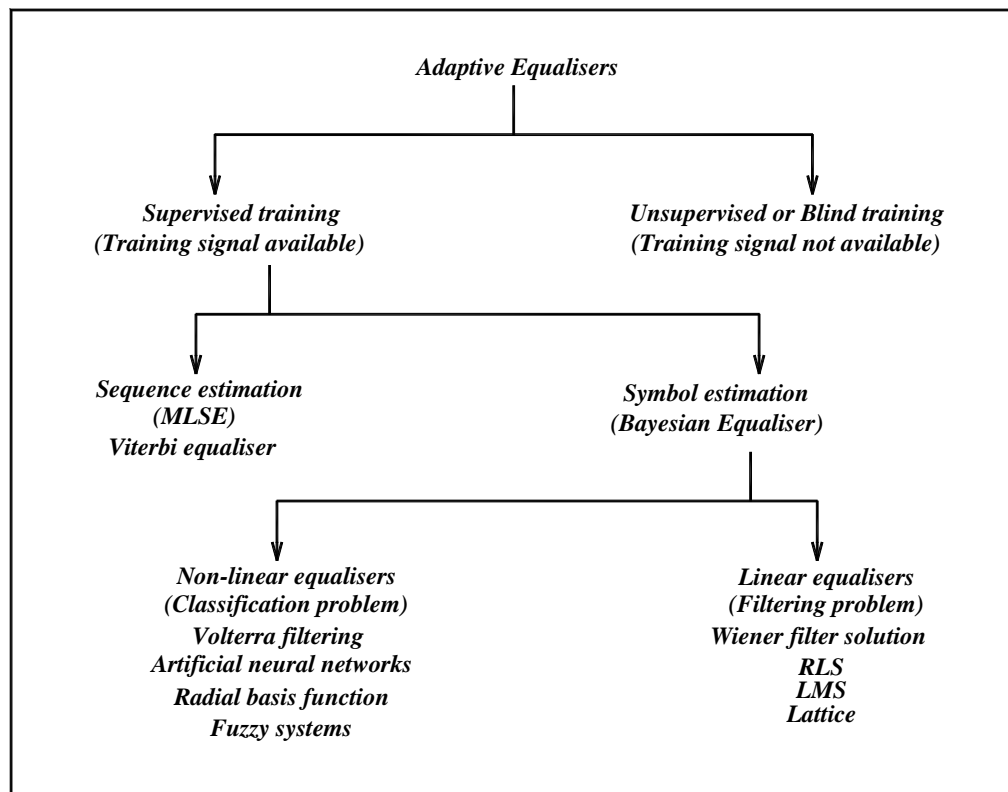 Adaptive Equalisers
Supervised training
(Training signal available)
Unsupervised or Blind training
(Training signal not available)
Sequence estimation
(MLSE)
Viterbi equaliser
Symbol estimation
(Bayesian Equaliser)
Non-linear equalisers
(Classification problem)
Volterra filtering
Artificial neural networks
Radial basis function
Fuzzy systems
Linear equalisers
(Filtering problem)
Wiener filter solution
RLS
LMS
Lattice